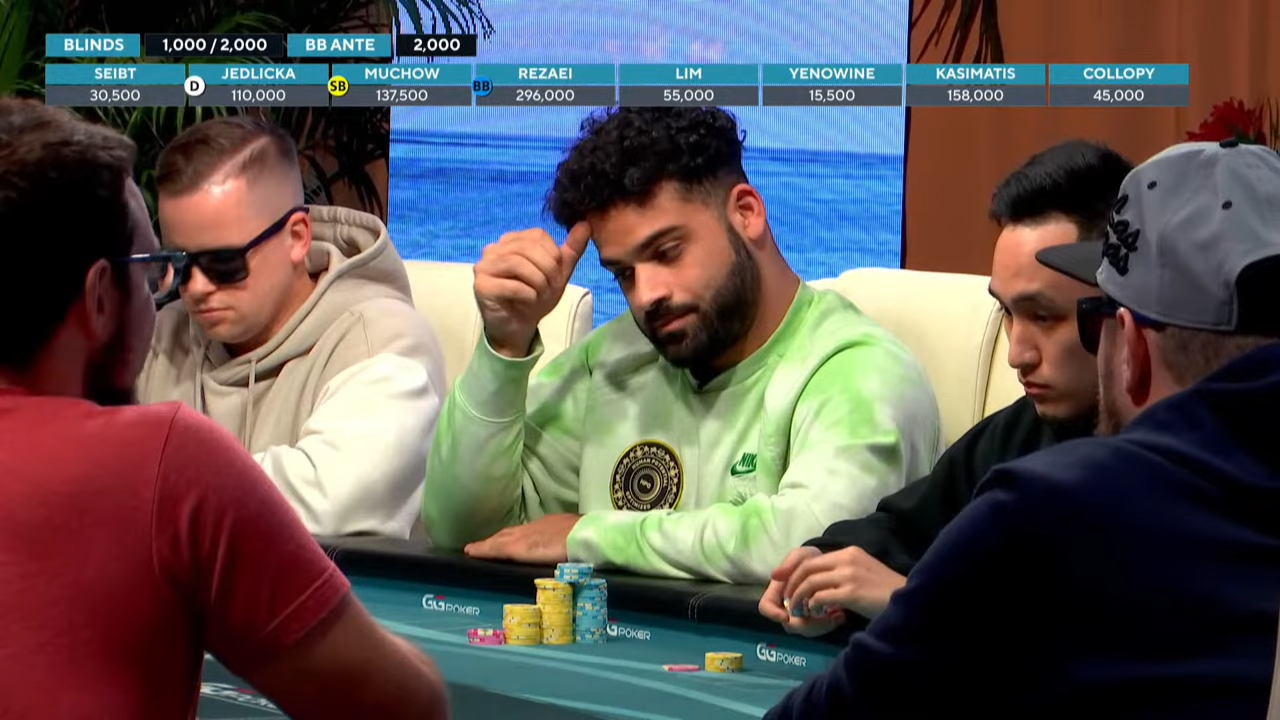 BLINDS 1,000 / 2,000 BB ANTE 2,000
SEIBT JEDLICKA MUCHOW REZAEI LIM YENOWINE KASIMATIS COLLOPY
30,500 D 110,000 SB 137,500 BB 296,000 55,000 15,500 158,000 45,000
NIKE
GGPOKER
GGPOKER
GGPOKER